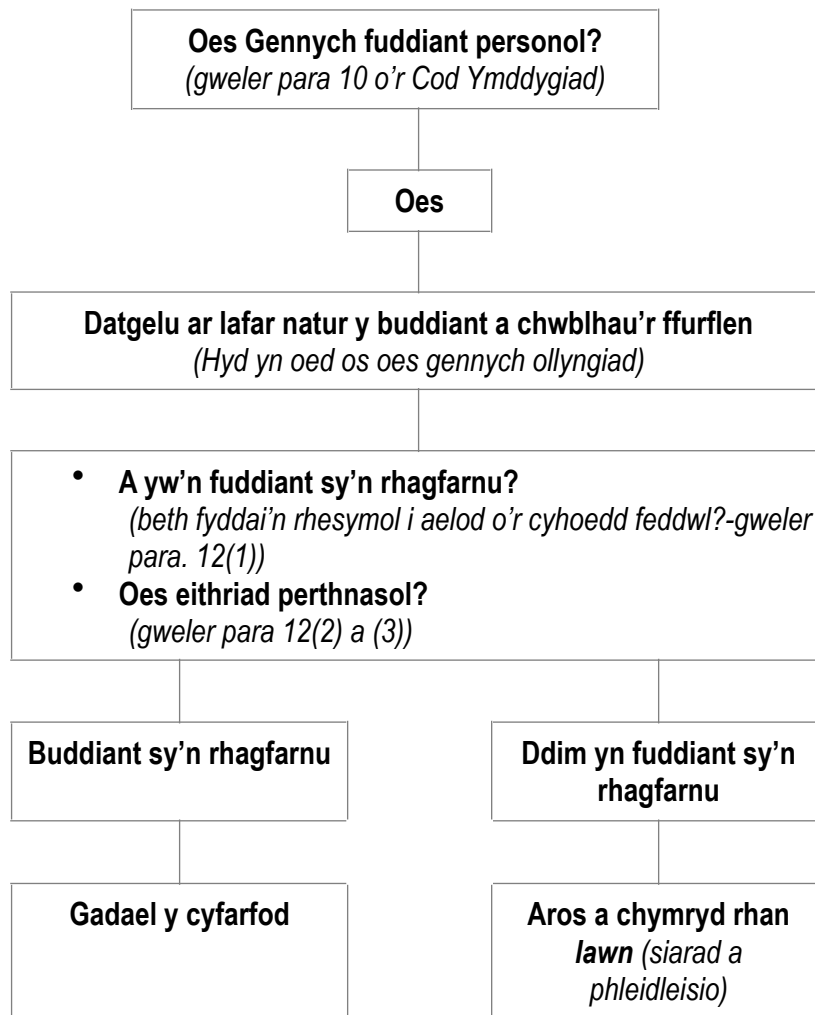 Oes Gennych fuddiant personol?
(gweler para 10 o'r Cod Ymddygiad)
Oes
Datgelu ar lafar natur y buddiant a chwblhau'r ffurflen
(Hyd yn oed os oes gennych ollyngiad)
• A yw'n fuddiant sy'n rhagfarnu?
(beth fyddai'n rhesymol i aelod o'r cyhoedd feddwl?-gweler
para. 12(1))
• Oes eithriad perthnasol?
(gweler para 12(2) a (3))
Buddiant sy'n rhagfarnu
Ddim yn fuddiant sy'n
rhagfarnu
Gadael y cyfarfod
Aros a chymryd rhan
lawn (siarad a
phleidleisio)